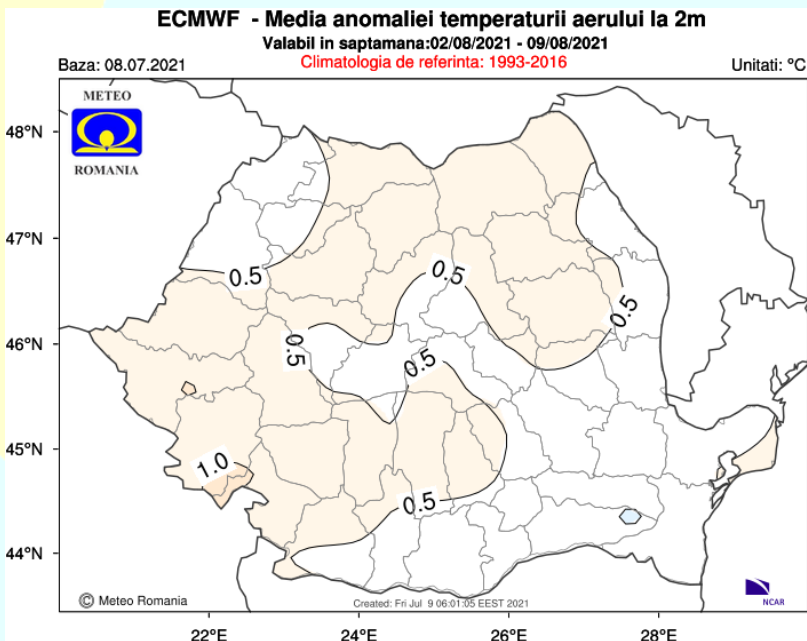 ECMWF - Media anomaliei temperaturii aerului la 2m
Valabil in saptamana:02/08/2021 - 09/08/2021
Baza: 08.07.2021
Climatologia de referinta: 1993-2016
Unitati: °C
METEO
ROMANIA
48°N
47°N
46°N
45°N
44°N
0.5
0.5
0.5
0.5
0.5
1.0
0.5
© Meteo Romania
Created: Fri Jul 9 06:01:05 EEST 2021
NCAR
22°E
24°E
26°E
28°E